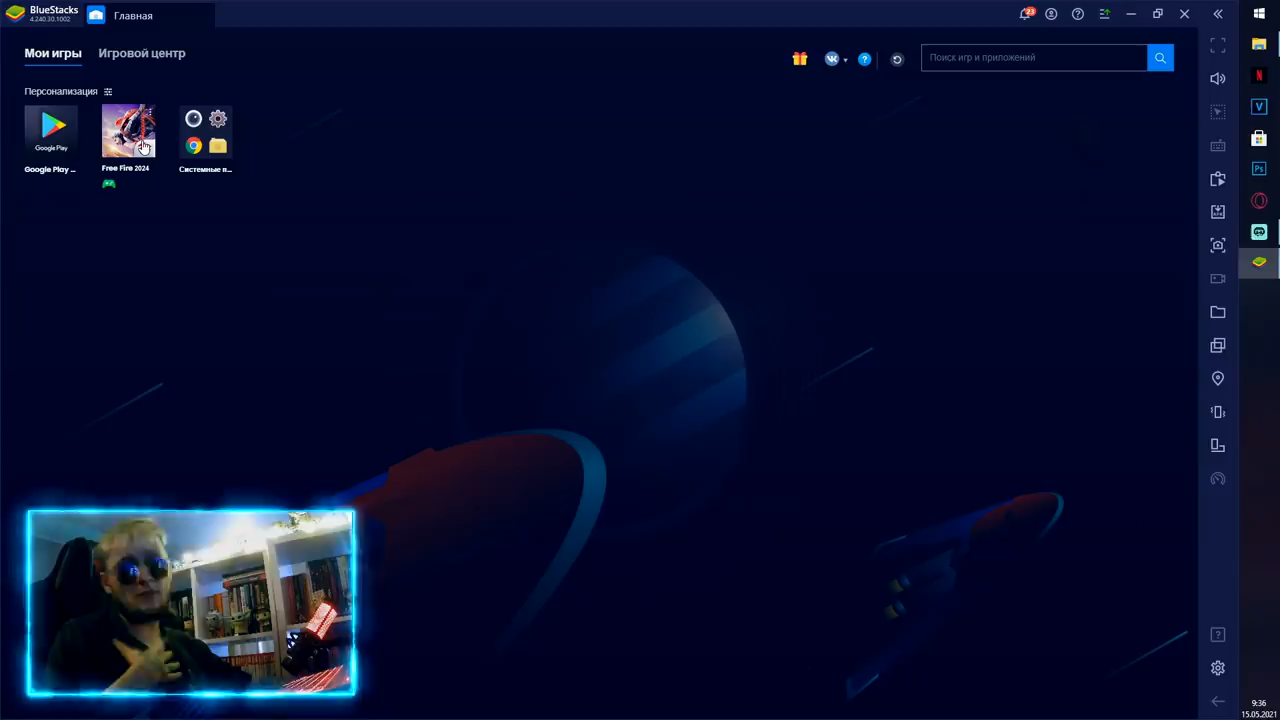 BlueStacks
4.240.30.1002
Главная
23
Мои игры
Игровой центр
Поиск игр и приложений
Персонализация
Google Play
Google Play ...
Free Fire 2024
Системные п...
9:36
15.05.2021